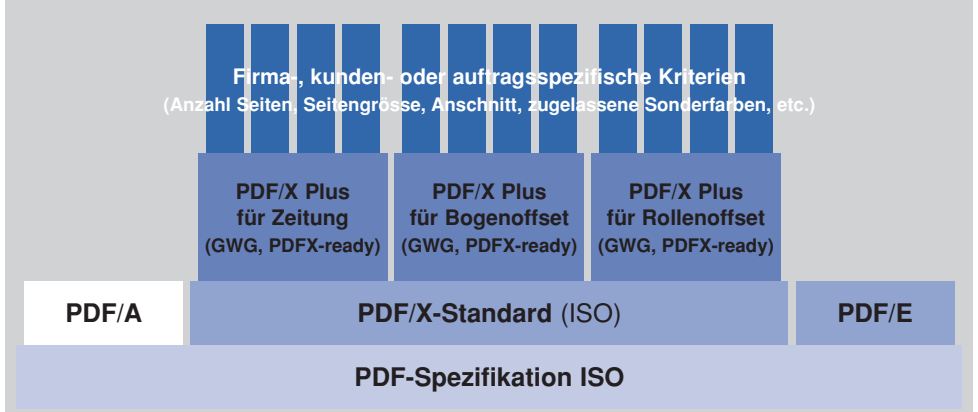 Firma-, kunden- oder auftragsspezifische Kriterien
(Anzahl Seiten, Seitengrösse, Anschnitt, zugelassene Sonderfarben, etc.)
PDF/X Plus
für Zeitung
(GWG, PDFX-ready)
PDF/X Plus
für Bogenoffset
(GWG, PDFX-ready)
PDF/X Plus
für Rollenoffset
(GWG, PDFX-ready)
PDF/A
PDF/X-Standard (ISO)
PDF/E
PDF-Spezifikation ISO